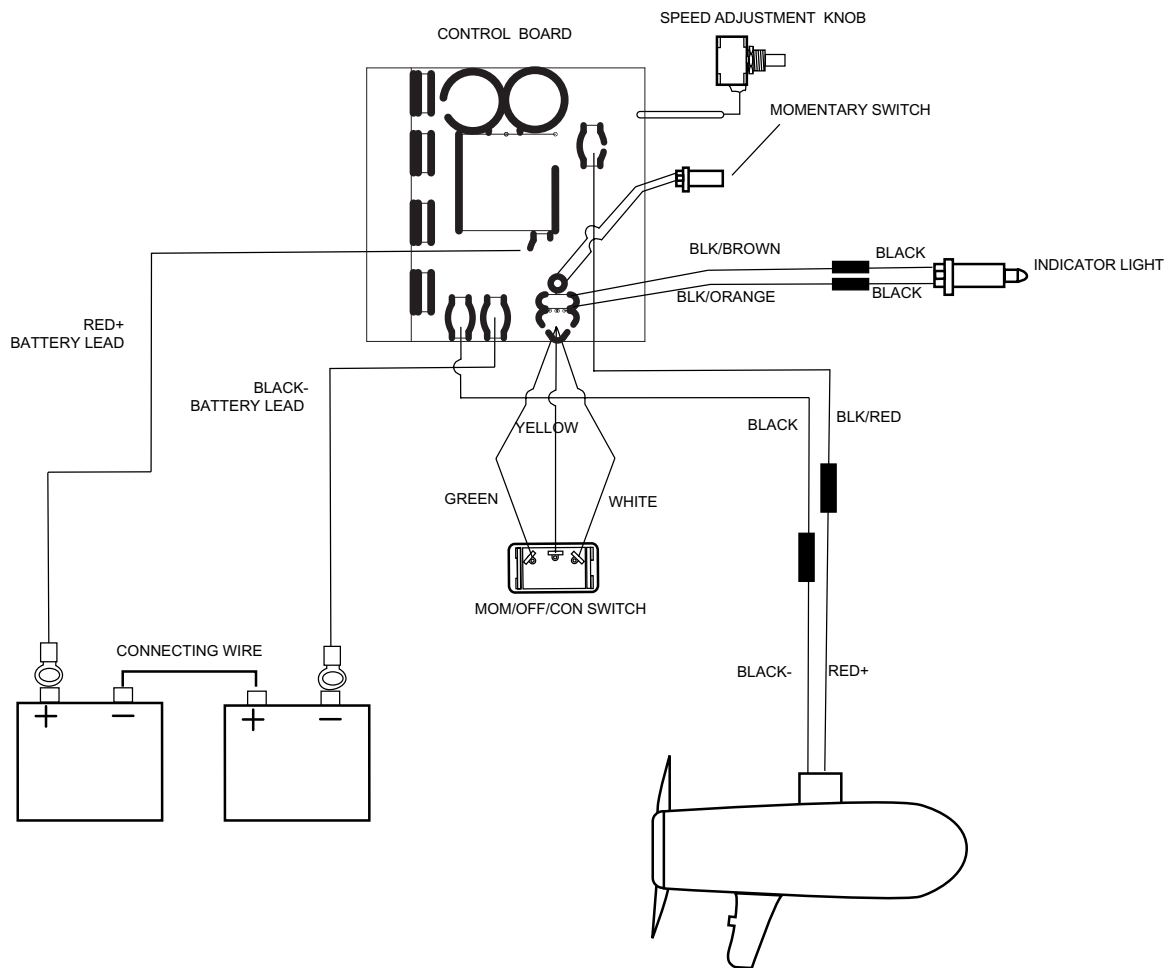 SPEED ADJUSTMENT KNOB
CONTROL BOARD
MOMENTARY SWITCH
BLK/BROWN
BLACK
INDICATOR LIGHT
BLK/ORANGE
BLACK
RED+
BATTERY LEAD
BLACK-
BATTERY LEAD
YELLOW
BLACK
BLK/RED
GREEN
WHITE
MOM/OFF/CON SWITCH
CONNECTING WIRE
BLACK-
RED+
+
–
+
–